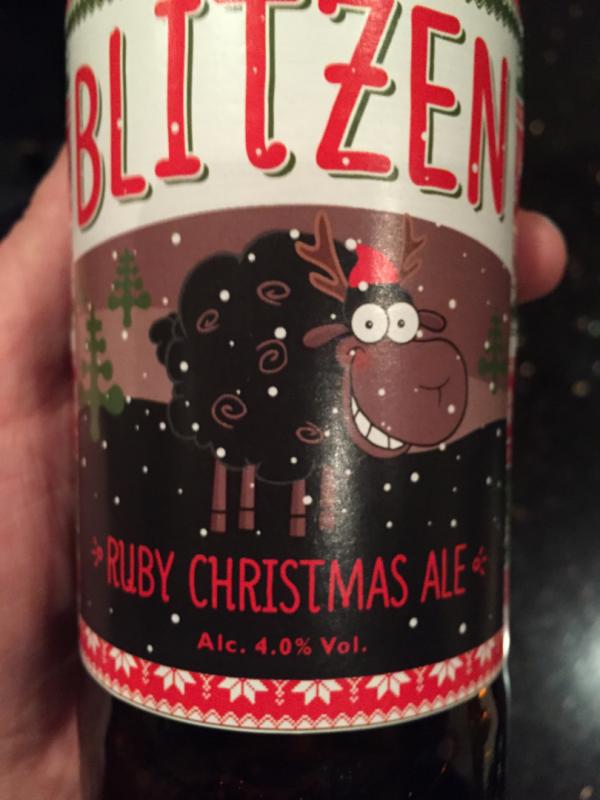 BLITZEN
RUBY CHRISTMAS ALE
Alc. 4.0% Vol.